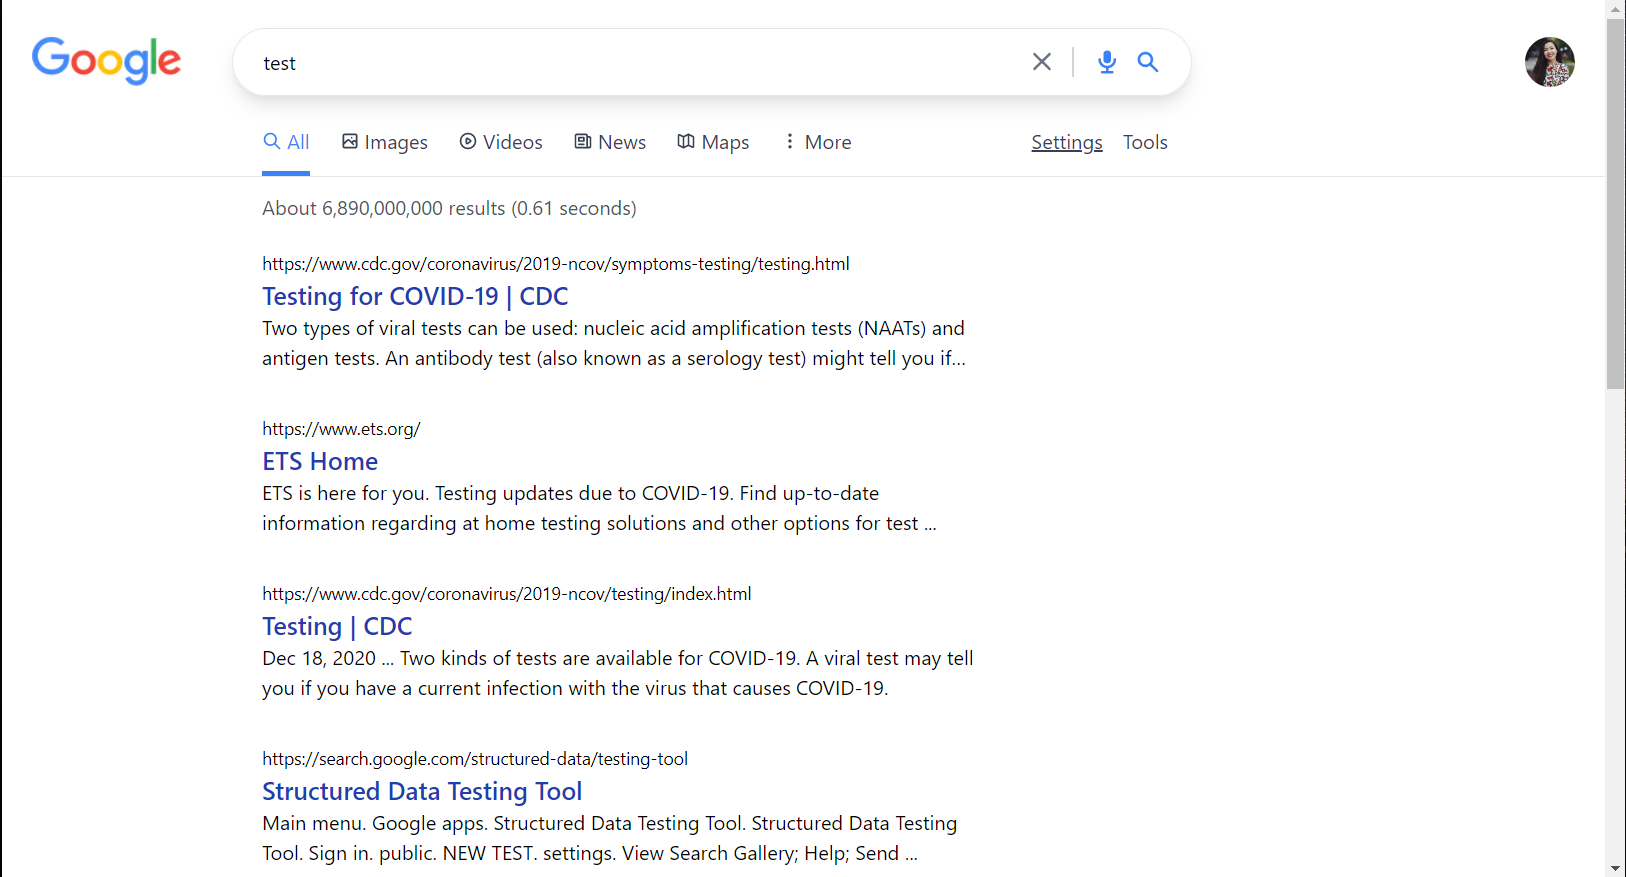 Google
test
All Images Videos News Maps More Settings Tools
About 6,890,000,000 results (0.61 seconds)
https://www.cdc.gov/coronavirus/2019-ncov/symptoms-testing/testing.html
Testing for COVID-19 | CDC
Two types of viral tests can be used: nucleic acid amplification tests (NAATs) and
antigen tests. An antibody test (also known as a serology test) might tell you if...
https://www.ets.org/
ETS Home
ETS is here for you. Testing updates due to COVID-19. Find up-to-date
information regarding at home testing solutions and other options for test ...
https://www.cdc.gov/coronavirus/2019-ncov/testing/index.html
Testing | CDC
Dec 18, 2020 ... Two kinds of tests are available for COVID-19. A viral test may tell
you if you have a current infection with the virus that causes COVID-19.
https://search.google.com/structured-data/testing-tool
Structured Data Testing Tool
Main menu. Google apps. Structured Data Testing Tool. Structured Data Testing
Tool. Sign in. public. NEW TEST. settings. View Search Gallery; Help; Send ...